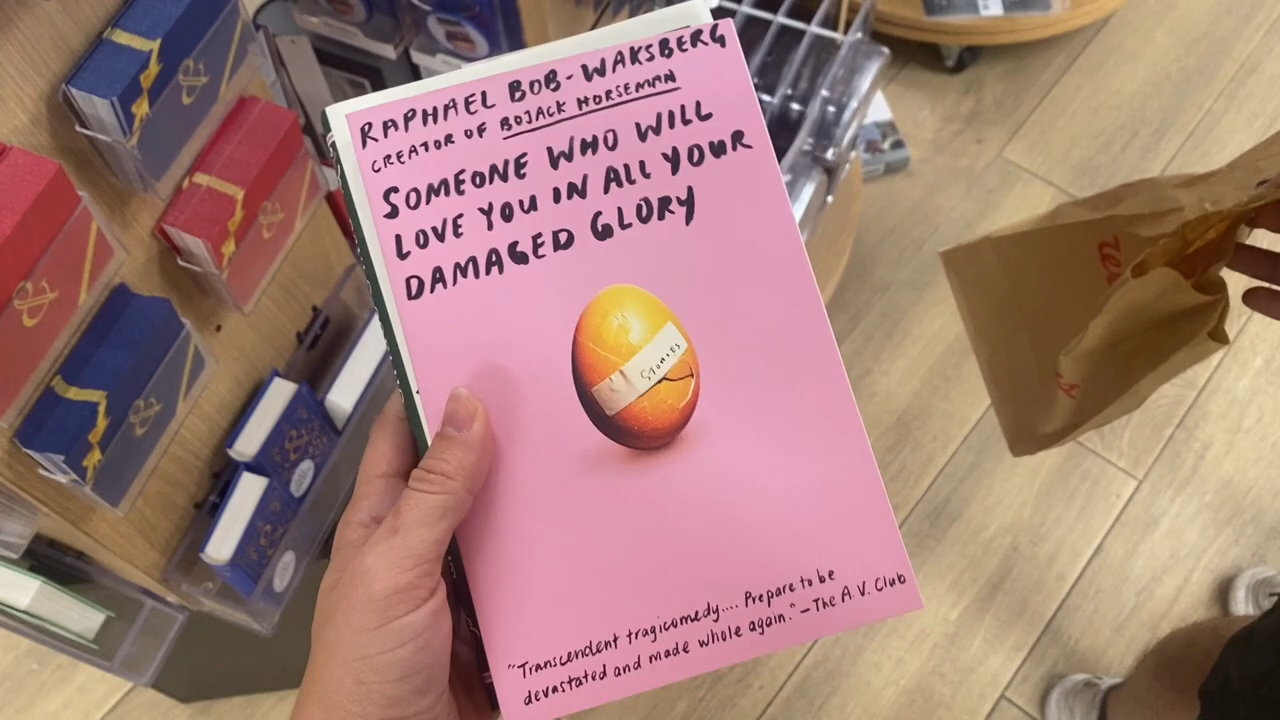 RAPHAEL BOB-WAKSBERG
CREATOR OF BOJACK HORSEMAN
SOMEONE WHO WILL
LOVE YOU IN ALL YOUR
DAMAGED GLORY
STORIES
"Transcendent tragicomedy.... Prepare to be
devastated and made whole again." —The A. V. Club
&
&
&
&